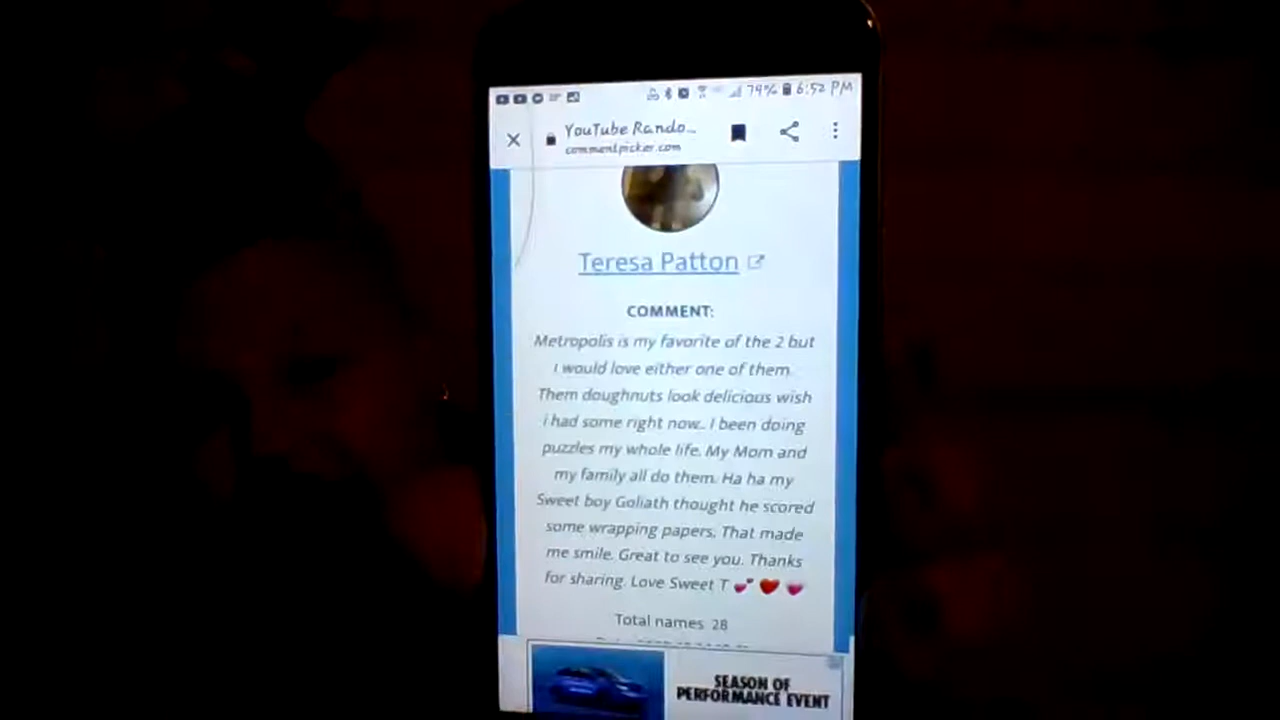 74% 6:52 PM
YouTube Rando...
commentpicker.com
Teresa Patton
COMMENT:
Metropolis is my favorite of the 2 but
I would love either one of them.
Them doughnuts look delicious wish
i had some right now.. I been doing
puzzles my whole life. My Mom and
my family all do them. Ha ha my
Sweet boy Goliath thought he scored
some wrapping papers. That made
me smile. Great to see you. Thanks
for sharing. Love Sweet T 💕 ❤️ 💗
Total names 28
SEASON OF
PERFORMANCE EVENT